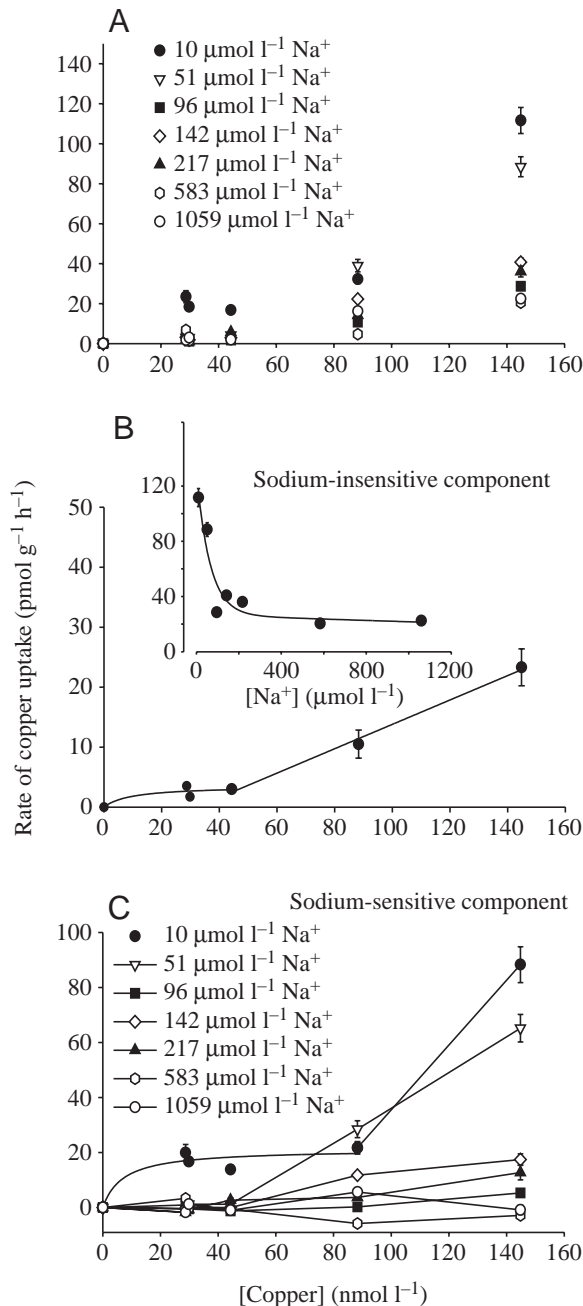 A
10 µmol l⁻¹ Na⁺
51 µmol l⁻¹ Na⁺
96 µmol l⁻¹ Na⁺
142 µmol l⁻¹ Na⁺
217 µmol l⁻¹ Na⁺
583 µmol l⁻¹ Na⁺
1059 µmol l⁻¹ Na⁺
140
120
100
80
60
40
20
0
0 20 40 60 80 100 120 140 160
B
Sodium-insensitive component
120
80
40
0
0 400 800 1200
[Na⁺] (µmol l⁻¹)
50
40
30
20
10
0
0 20 40 60 80 100 120 140 160
Rate of copper uptake (pmol g⁻¹ h⁻¹)
C
Sodium-sensitive component
10 µmol l⁻¹ Na⁺
51 µmol l⁻¹ Na⁺
96 µmol l⁻¹ Na⁺
142 µmol l⁻¹ Na⁺
217 µmol l⁻¹ Na⁺
583 µmol l⁻¹ Na⁺
1059 µmol l⁻¹ Na⁺
100
80
60
40
20
0
0 20 40 60 80 100 120 140 160
[Copper] (nmol l⁻¹)